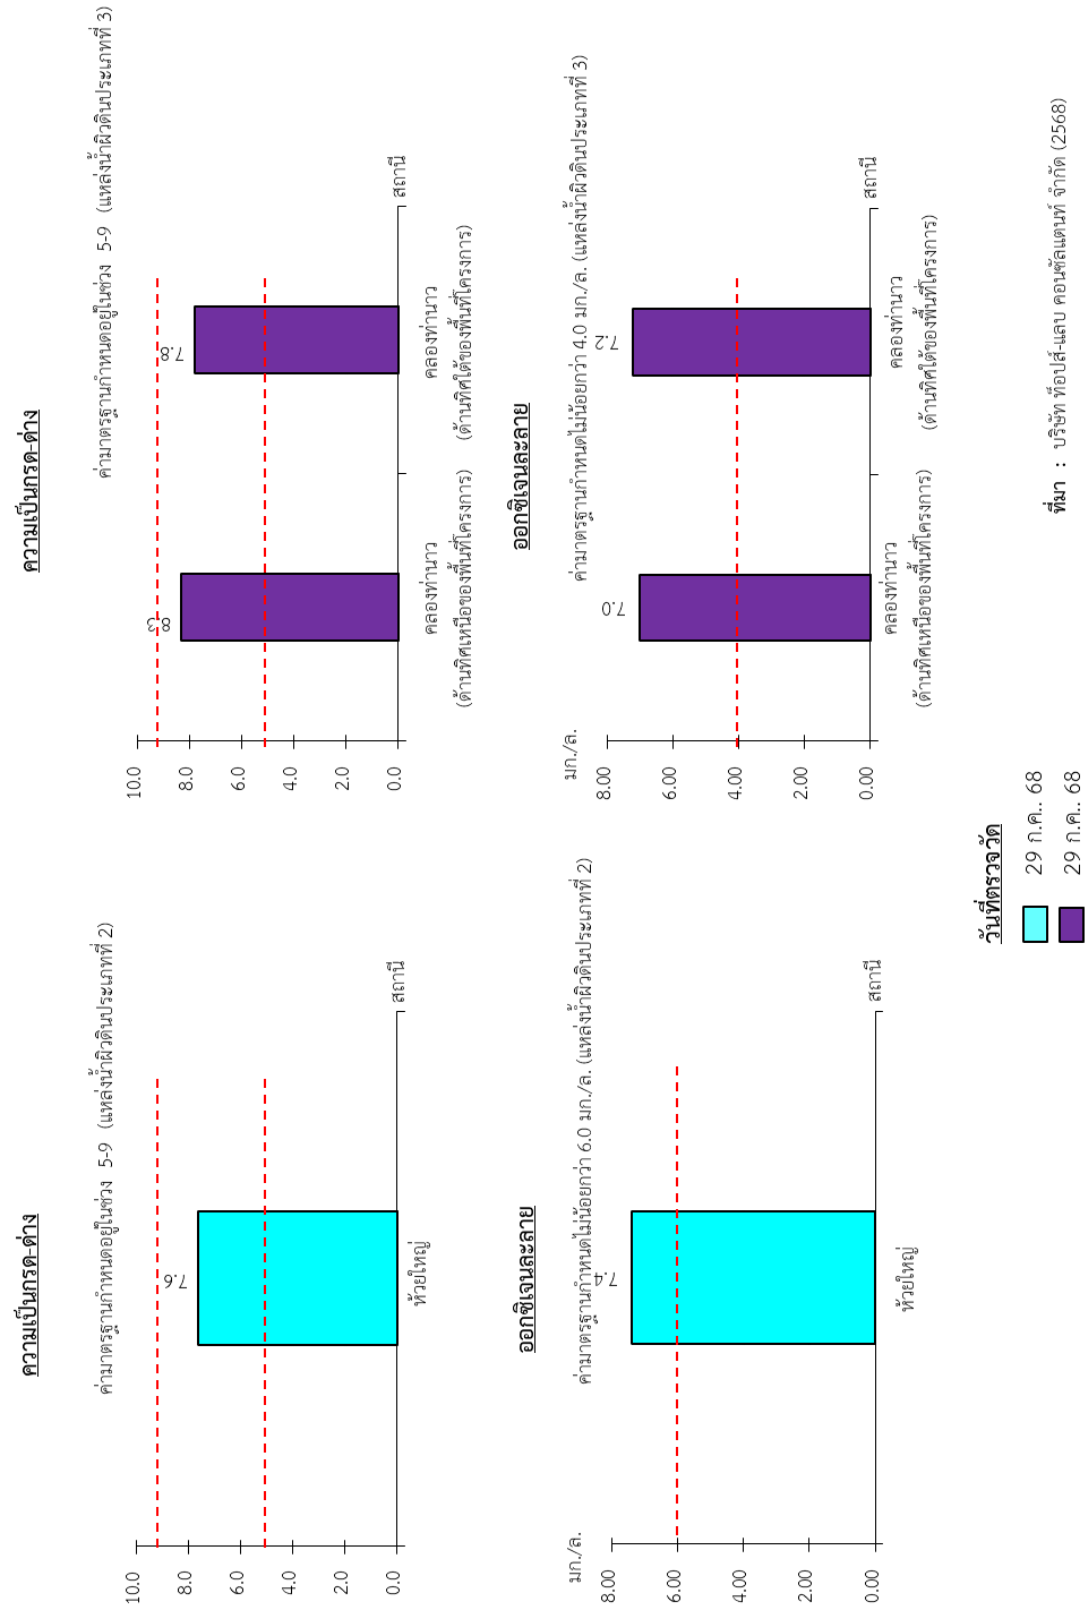 ความเป็นกรด-ด่าง
ค่ามาตรฐานกำหนดอยู่ในช่วง 5-9 (แหล่งน้ำผิวดินประเภทที่ 2)
10.0
8.0
6.0
4.0
2.0
0.0
7.6
ห้วยใหญ่
สถานี
ความเป็นกรด-ด่าง
ค่ามาตรฐานกำหนดอยู่ในช่วง 5-9 (แหล่งน้ำผิวดินประเภทที่ 3)
10.0
8.0
6.0
4.0
2.0
0.0
8.3
7.8
คลองท่านาว
(ด้านทิศเหนือของพื้นที่โครงการ)
คลองท่านาว
(ด้านทิศใต้ของพื้นที่โครงการ)
สถานี
ออกซิเจนละลาย
มก./ล.
ค่ามาตรฐานกำหนดไม่น้อยกว่า 6.0 มก./ล. (แหล่งน้ำผิวดินประเภทที่ 2)
8.00
6.00
4.00
2.00
0.00
7.4
ห้วยใหญ่
สถานี
ออกซิเจนละลาย
มก./ล.
ค่ามาตรฐานกำหนดไม่น้อยกว่า 4.0 มก./ล. (แหล่งน้ำผิวดินประเภทที่ 3)
8.00
6.00
4.00
2.00
0.00
7.0
7.2
คลองท่านาว
(ด้านทิศเหนือของพื้นที่โครงการ)
คลองท่านาว
(ด้านทิศใต้ของพื้นที่โครงการ)
สถานี
วันที่ตรวจวัด
29 ก.ค.. 68
29 ก.ค.. 68
ที่มา : บริษัท ท็อปส์-แลบ คอนซัลแตนท์ จำกัด (2568)